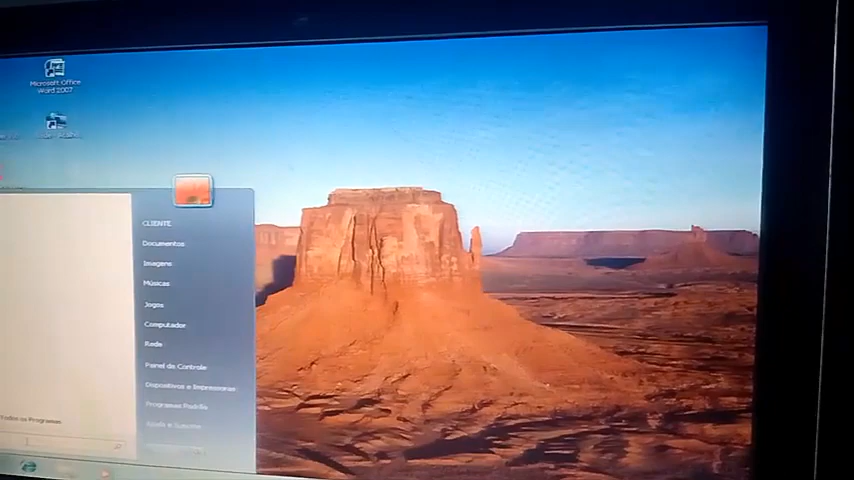 Microsoft Office
Word 2007
CLIENTE
Documentos
Imagens
Músicas
Jogos
Computador
Rede
Painel de Controle
Dispositivos e Impressoras
Programas Padrão
Ajuda e Suporte
Todos os Programas